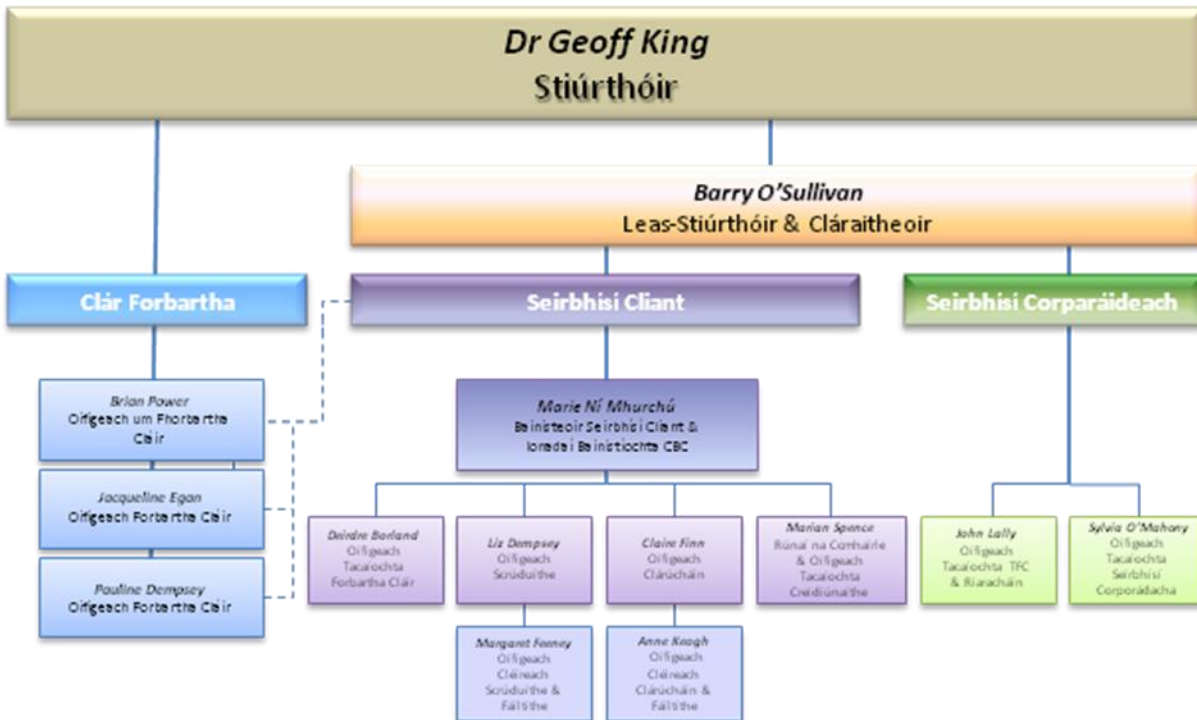 Dr Geoff King
Stiúrthóir
Barry O'Sullivan
Leas-Stiúrthóir & Cláraitheoir
Clár Forbartha
Seirbhísí Cliant
Seirbhísí Corparáideach
Brian Power
Oifigeach um Fhorbartha
Cláir
Jacqueline Egan
Oifigeach Forbartha Cláir
Pauline Dempsey
Oifigeach Forbartha Cláir
Marie Ní Mhurchú
Bainisteoir Seirbhísí Cliant &
Ionadaí Bainistíochta CBC
Deirdre Borland
Oifigeach
Tacaíochta
Forbartha Cláir
Liz Dempsey
Oifigeach
Scrúduithe
Claire Finn
Oifigeach
Clárúcháin
Marian Spence
Rúnaí na Comhairle
& Oifigeach
Tacaíochta
Creidiúnaithe
John Lally
Oifigeach
Tacaíochta TFC
& Riaracháin
Sylvia O'Mahony
Oifigeach
Tacaíochta
Seirbhísí
Corporádacha
Margaret Feeney
Oifigeach
Cléireach
Scrúduithe &
Fáiltithe
Anne Keogh
Oifigeach
Cléireach
Clárúcháin &
Fáiltithe